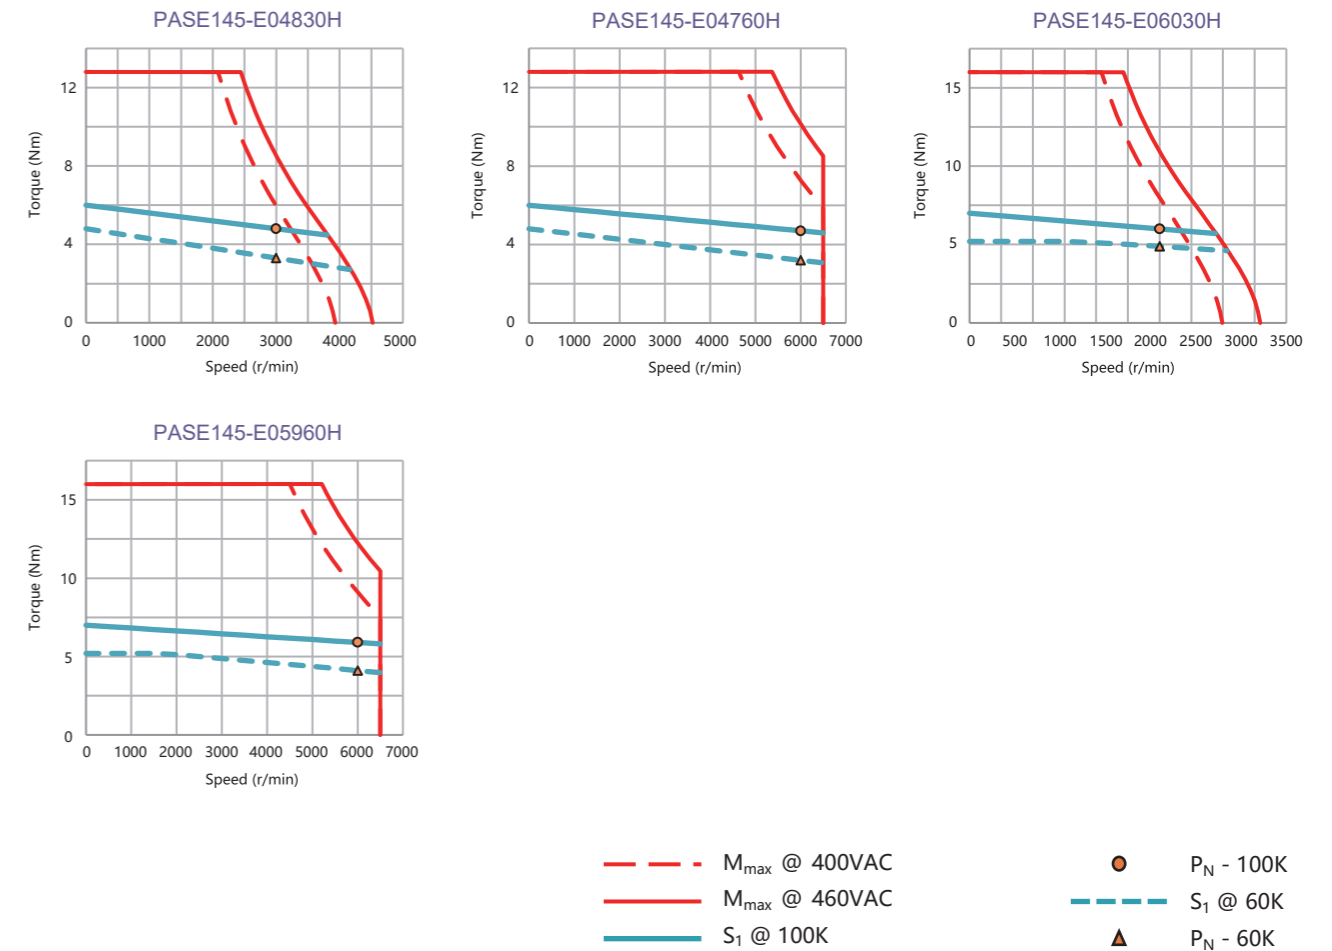 PASE145-E04830H
PASE145-E04760H
PASE145-E06030H
Torque (Nm)
12
8
4
0
0 1000 2000 3000 4000 5000
Speed (r/min)
Torque (Nm)
12
8
4
0
0 1000 2000 3000 4000 5000 6000 7000
Speed (r/min)
Torque (Nm)
15
10
5
0
0 500 1000 1500 2000 2500 3000 3500
Speed (r/min)
PASE145-E05960H
Torque (Nm)
15
10
5
0
0 1000 2000 3000 4000 5000 6000 7000
Speed (r/min)
Mmax @ 400VAC
PN - 100K
Mmax @ 460VAC
S1 @ 60K
S1 @ 100K
PN - 60K